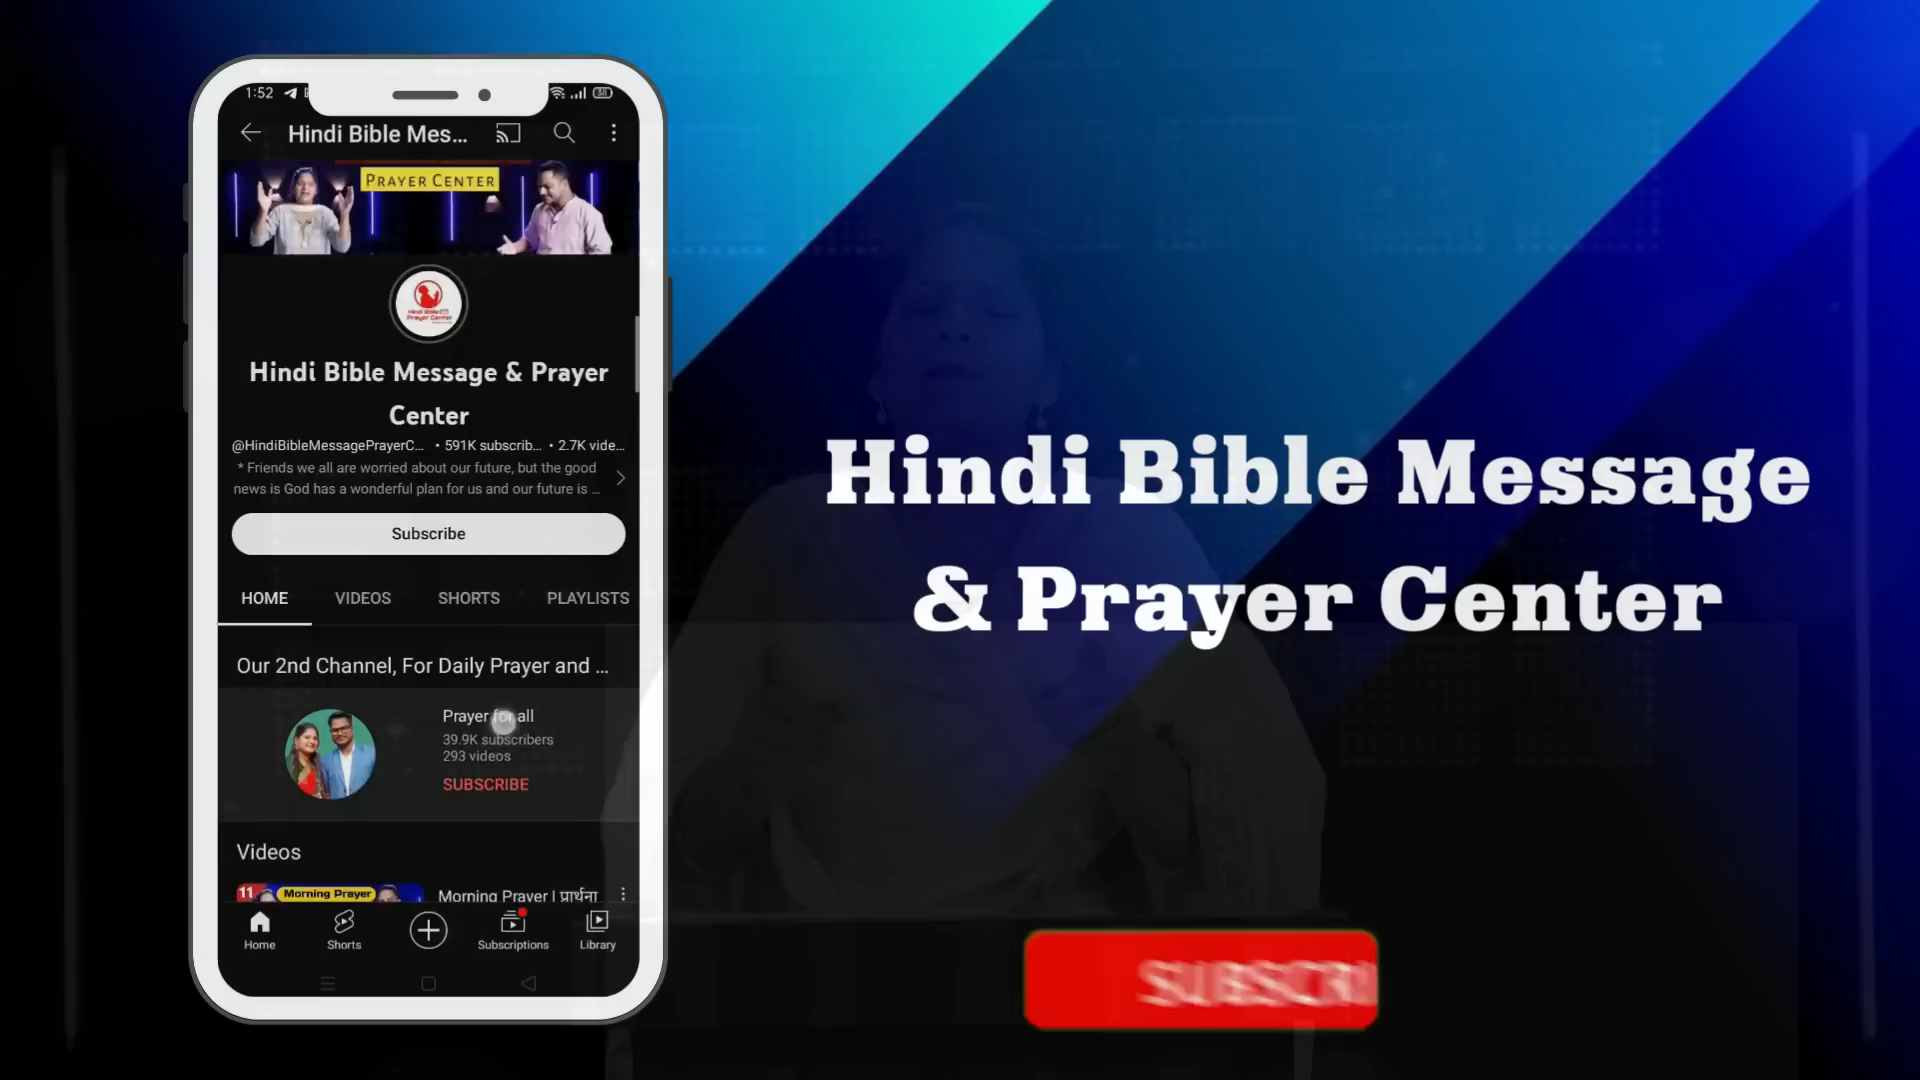 1:52
38
Hindi Bible Mes...
PRAYER CENTER
Hindi Bible Message & Prayer
Center
@HindiBibleMessagePrayerC... • 591K subscrib... • 2.7K vide...
* Friends we all are worried about our future, but the good
news is God has a wonderful plan for us and our future is ...
Subscribe
HOME VIDEOS SHORTS PLAYLISTS
Our 2nd Channel, For Daily Prayer and ...
Prayer for all
39.9K subscribers
293 videos
SUBSCRIBE
Videos
11
Morning Prayer
Morning Prayer | प्रार्थना
Home Shorts Subscriptions Library
Hindi Bible Message
& Prayer Center
SUBSCRI